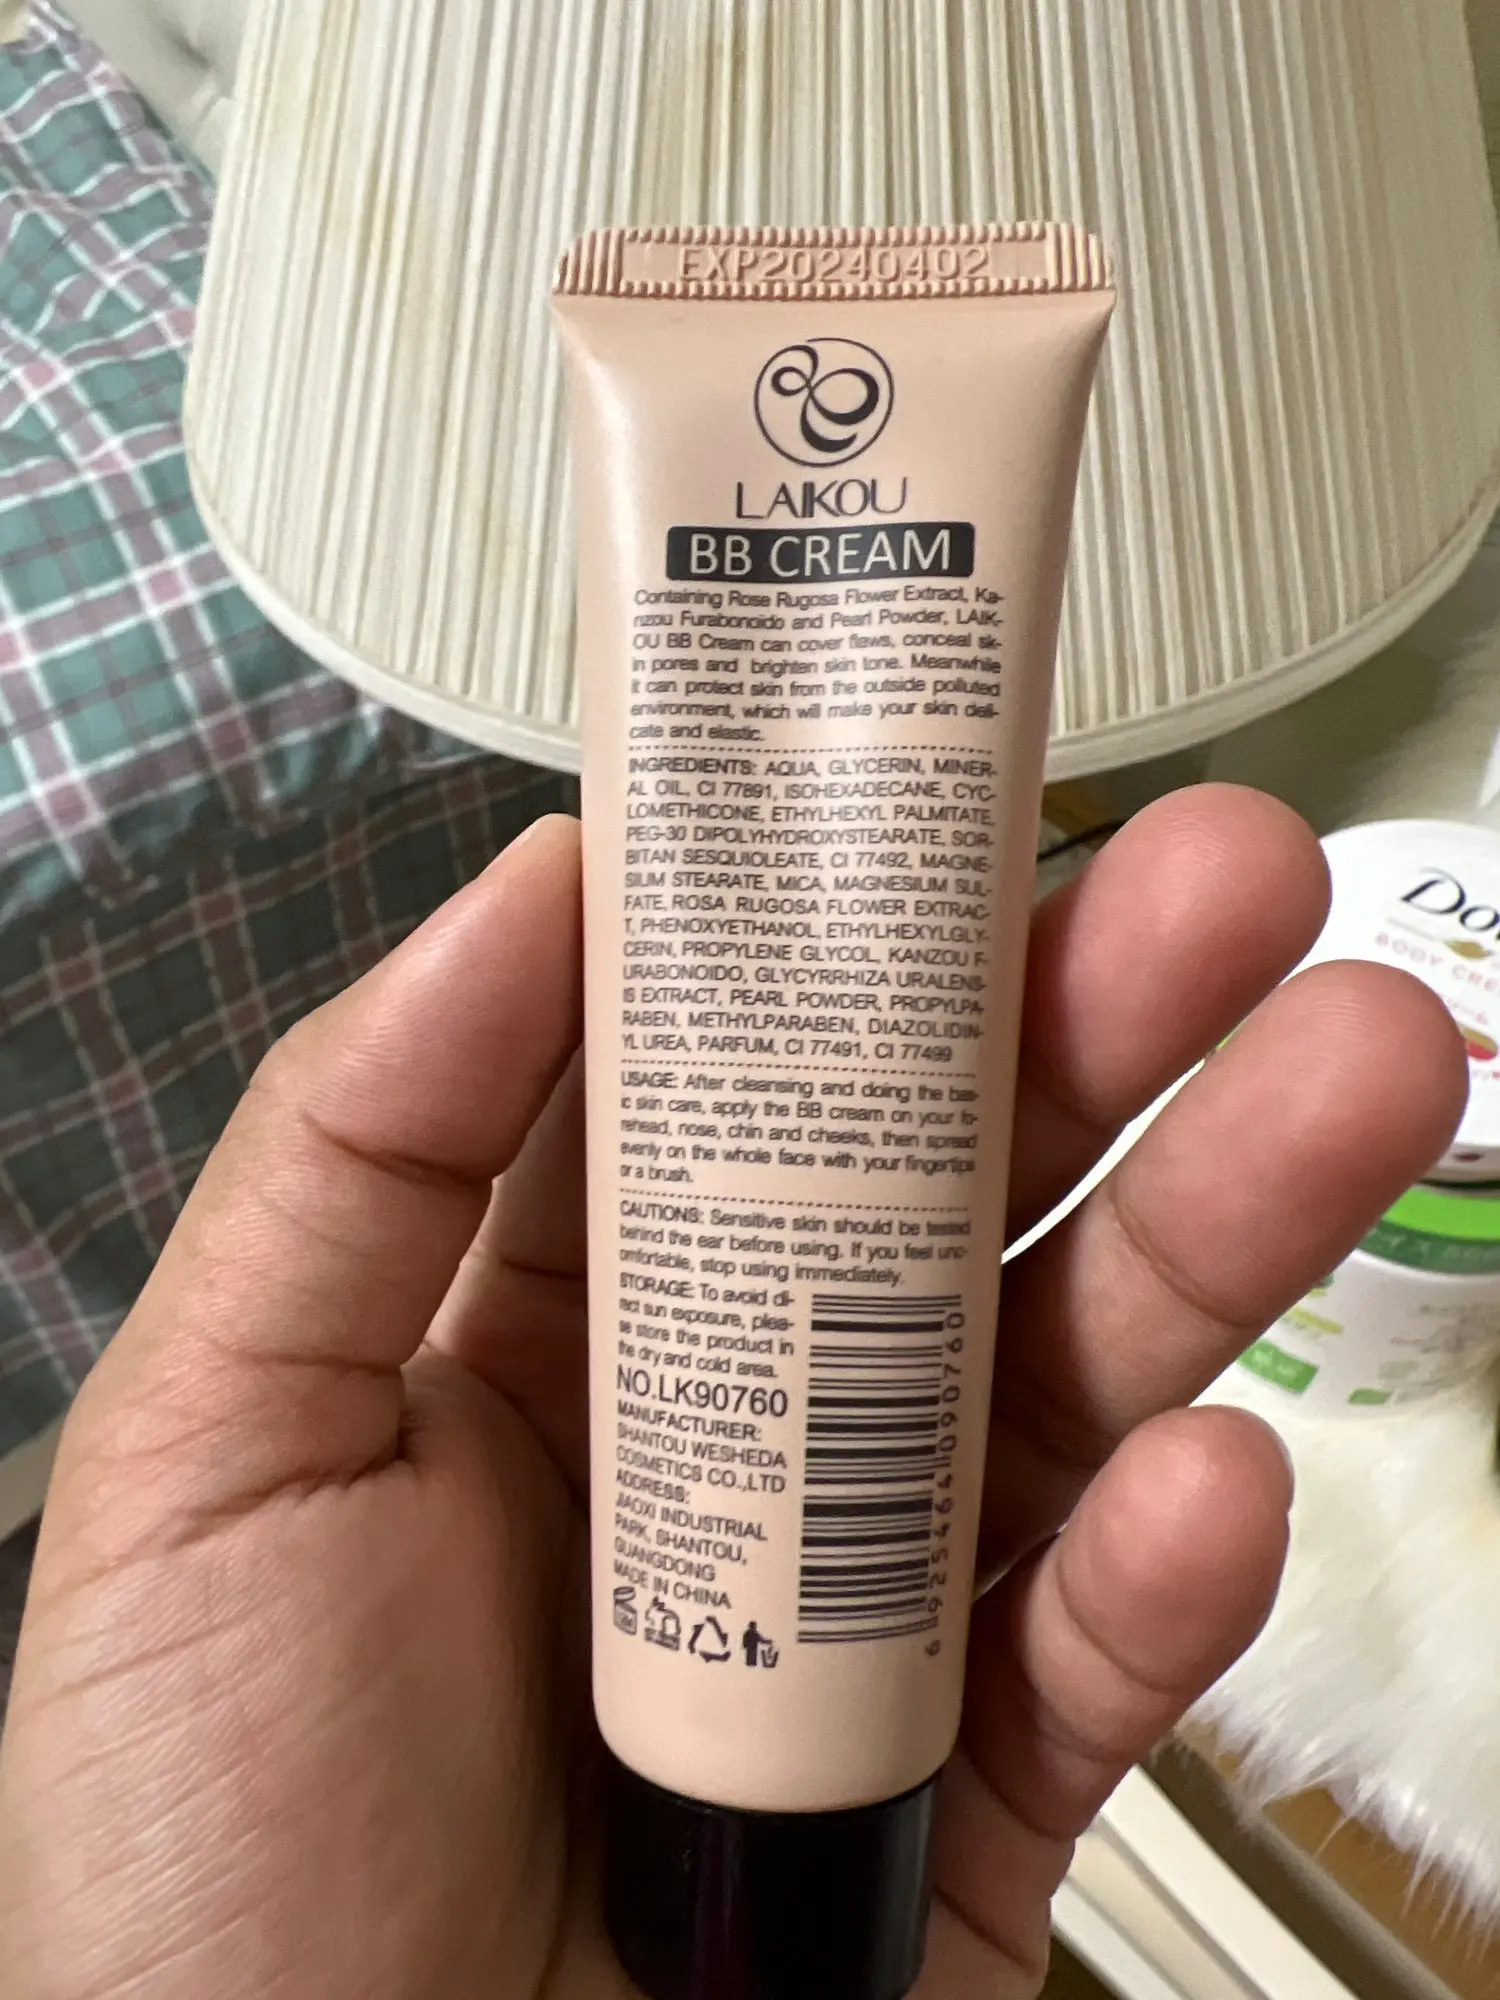 EXP20240402
LAIKOU
BB CREAM
Containing Rose Rugosa Flower Extract, Ka-
nzou Furabonoido and Pearl Powder, LAIK-
OU BB Cream can cover flaws, conceal sk-
in pores and brighten skin tone. Meanwhile
it can protect skin from the outside polluted
environment, which will make your skin deli-
cate and elastic.
INGREDIENTS: AQUA, GLYCERIN, MINER-
AL OIL, CI 77891, ISOHEXADECANE, CYC-
LOMETHICONE, ETHYLHEXYL PALMITATE,
PEG-30 DIPOLYHYDROXYSTEARATE, SOR-
BITAN SESQUIOLEATE, CI 77492, MAGNE-
SIUM STEARATE, MICA, MAGNESIUM SUL-
FATE, ROSA RUGOSA FLOWER EXTRAC-
T, PHENOXYETHANOL, ETHYLHEXYLGLY-
CERIN, PROPYLENE GLYCOL, KANZOU F-
URABONOIDO, GLYCYRRHIZA URALENS-
IS EXTRACT, PEARL POWDER, PROPYLPA-
RABEN, METHYLPARABEN, DIAZOLIDIN-
YL UREA, PARFUM, CI 77491, CI 77499
USAGE: After cleansing and doing the bas-
ic skin care, apply the BB cream on your fo-
rehead, nose, chin and cheeks, then spread
evenly on the whole face with your fingertips
or a brush.
CAUTIONS: Sensitive skin should be tested
behind the ear before using. If you feel unc-
omfortable, stop using immediately.
STORAGE: To avoid di-
rect sun exposure, plea-
se store the product in
the dry and cold area.
NO.LK90760
MANUFACTURER:
SHANTOU WESHEDA
COSMETICS CO.,LTD
ADDRESS:
JIAOXI INDUSTRIAL
PARK, SHANTOU,
GUANGDONG
MADE IN CHINA
6 925464 090760
BODY